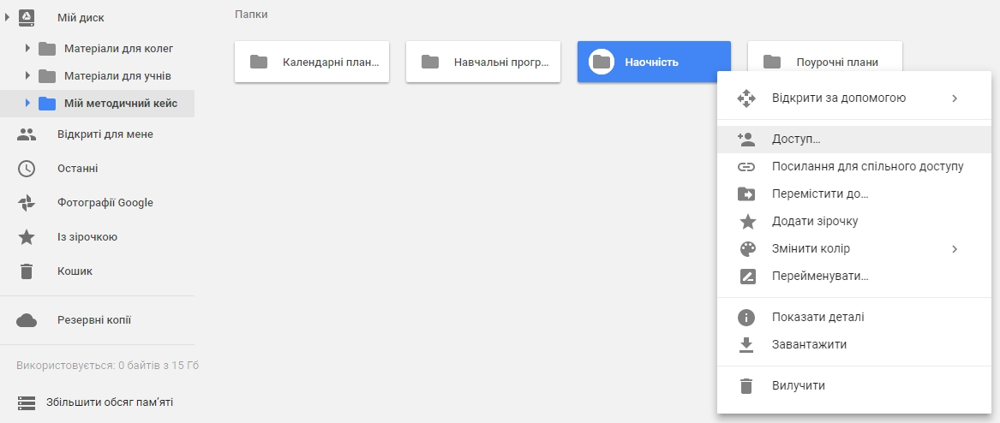 Мій диск
Матеріали для колег
Матеріали для учнів
Мій методичний кейс
Відкриті для мене
Останні
Фотографії Google
Із зірочкою
Кошик
Резервні копії
Використовується: 0 байтів з 15 Гб
Збільшити обсяг пам’яті
Папки
Календарні план...
Навчальні прогр...
Наочність
Поурочні плани
Відкрити за допомогою
Доступ...
Посилання для спільного доступу
Перемістити до...
Додати зірочку
Змінити колір
Перейменувати...
Показати деталі
Завантажити
Вилучити